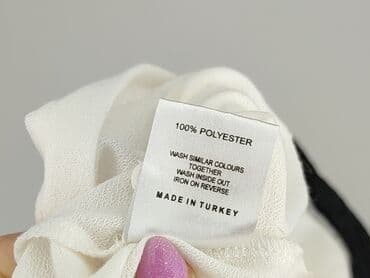 100% POLYESTER
WASH SIMILAR COLOURS
TOGETHER
WASH INSIDE OUT
IRON ON REVERSE
MADE IN TURKEY